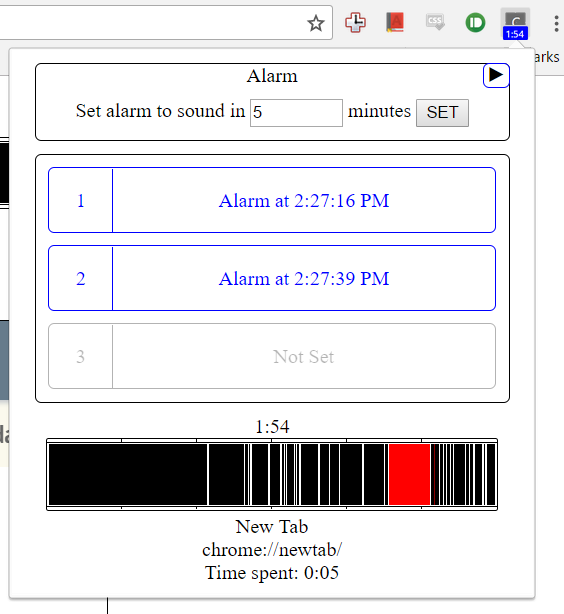 CSS
C
1:54
arks
Alarm
Set alarm to sound in 5 minutes SET
1 Alarm at 2:27:16 PM
2 Alarm at 2:27:39 PM
3 Not Set
1:54
New Tab
chrome://newtab/
Time spent: 0:05